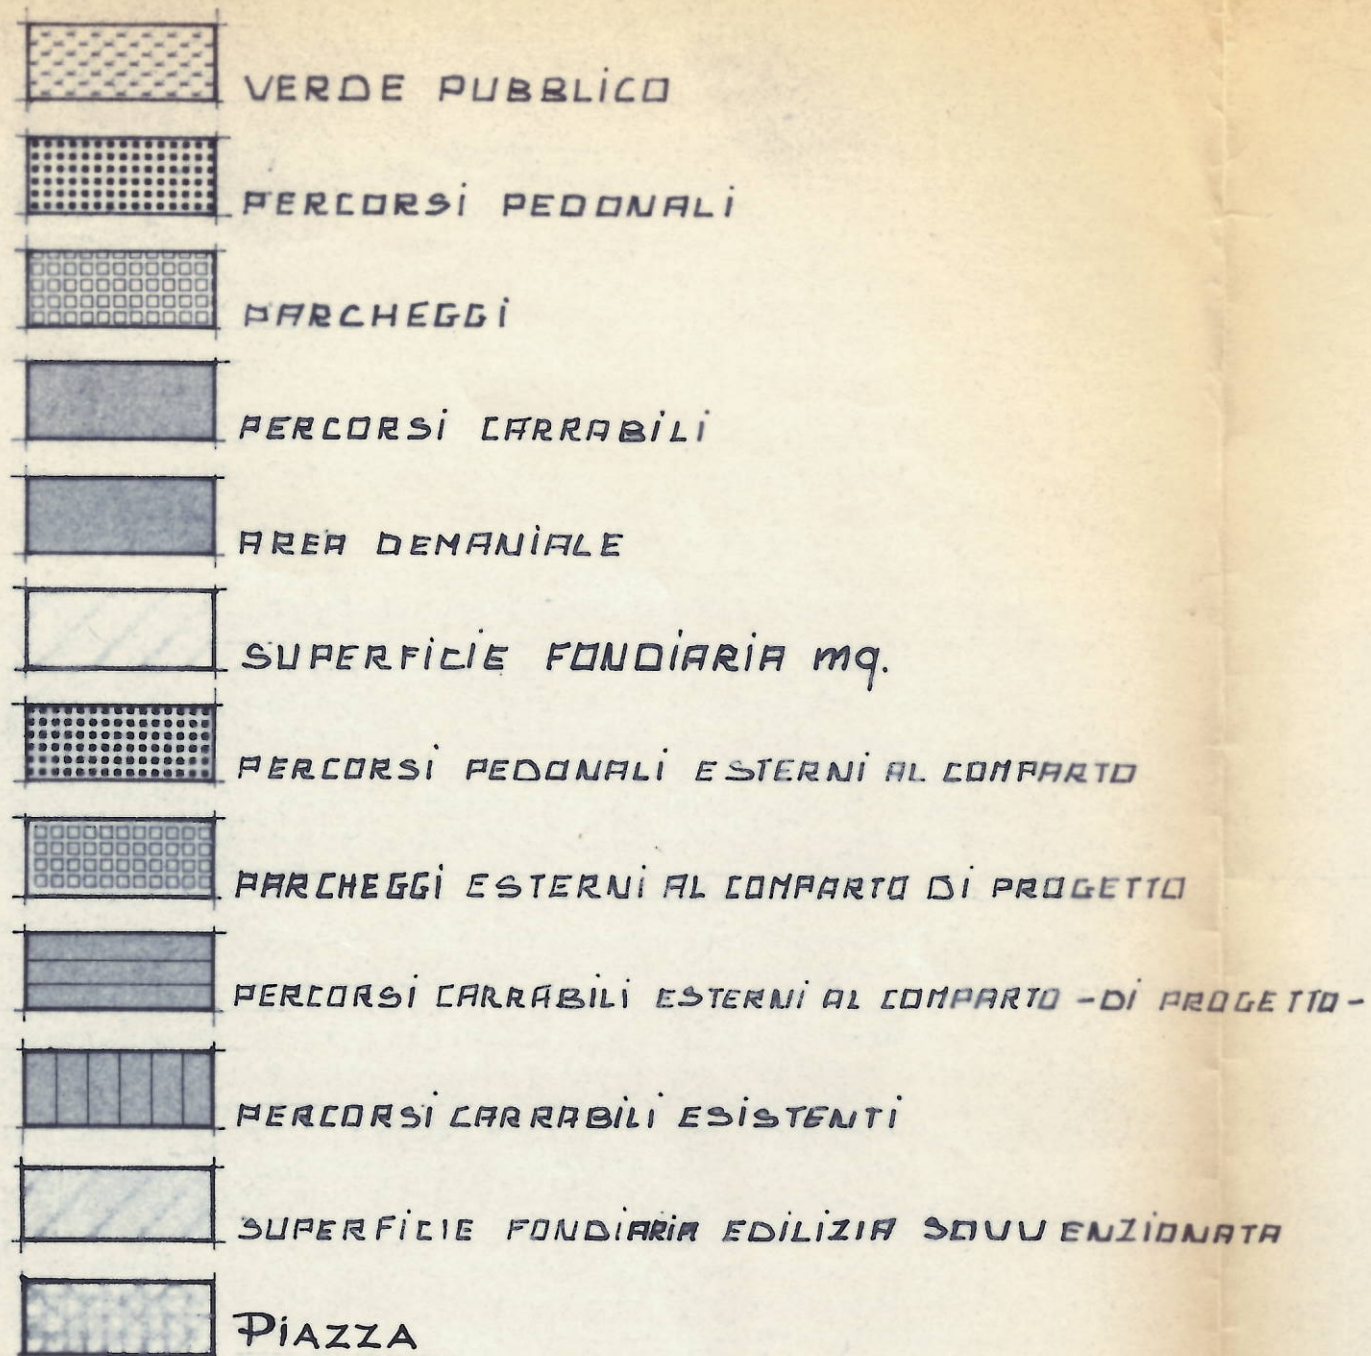 VERDE PUBBLICO
PERCORSI PEDONALI
PARCHEGGI
PERCORSI CARRABILI
AREA DEMANIALE
SUPERFICIE FONDIARIA mq.
PERCORSI PEDONALI ESTERNI AL COMPARTO
PARCHEGGI ESTERNI AL COMPARTO DI PROGETTO
PERCORSI CARRABILI ESTERNI AL COMPARTO -DI PROGETTO-
PERCORSI CARRABILI ESISTENTI
SUPERFICIE FONDIARIA EDILIZIA SOVVENZIONATA
PIAZZA